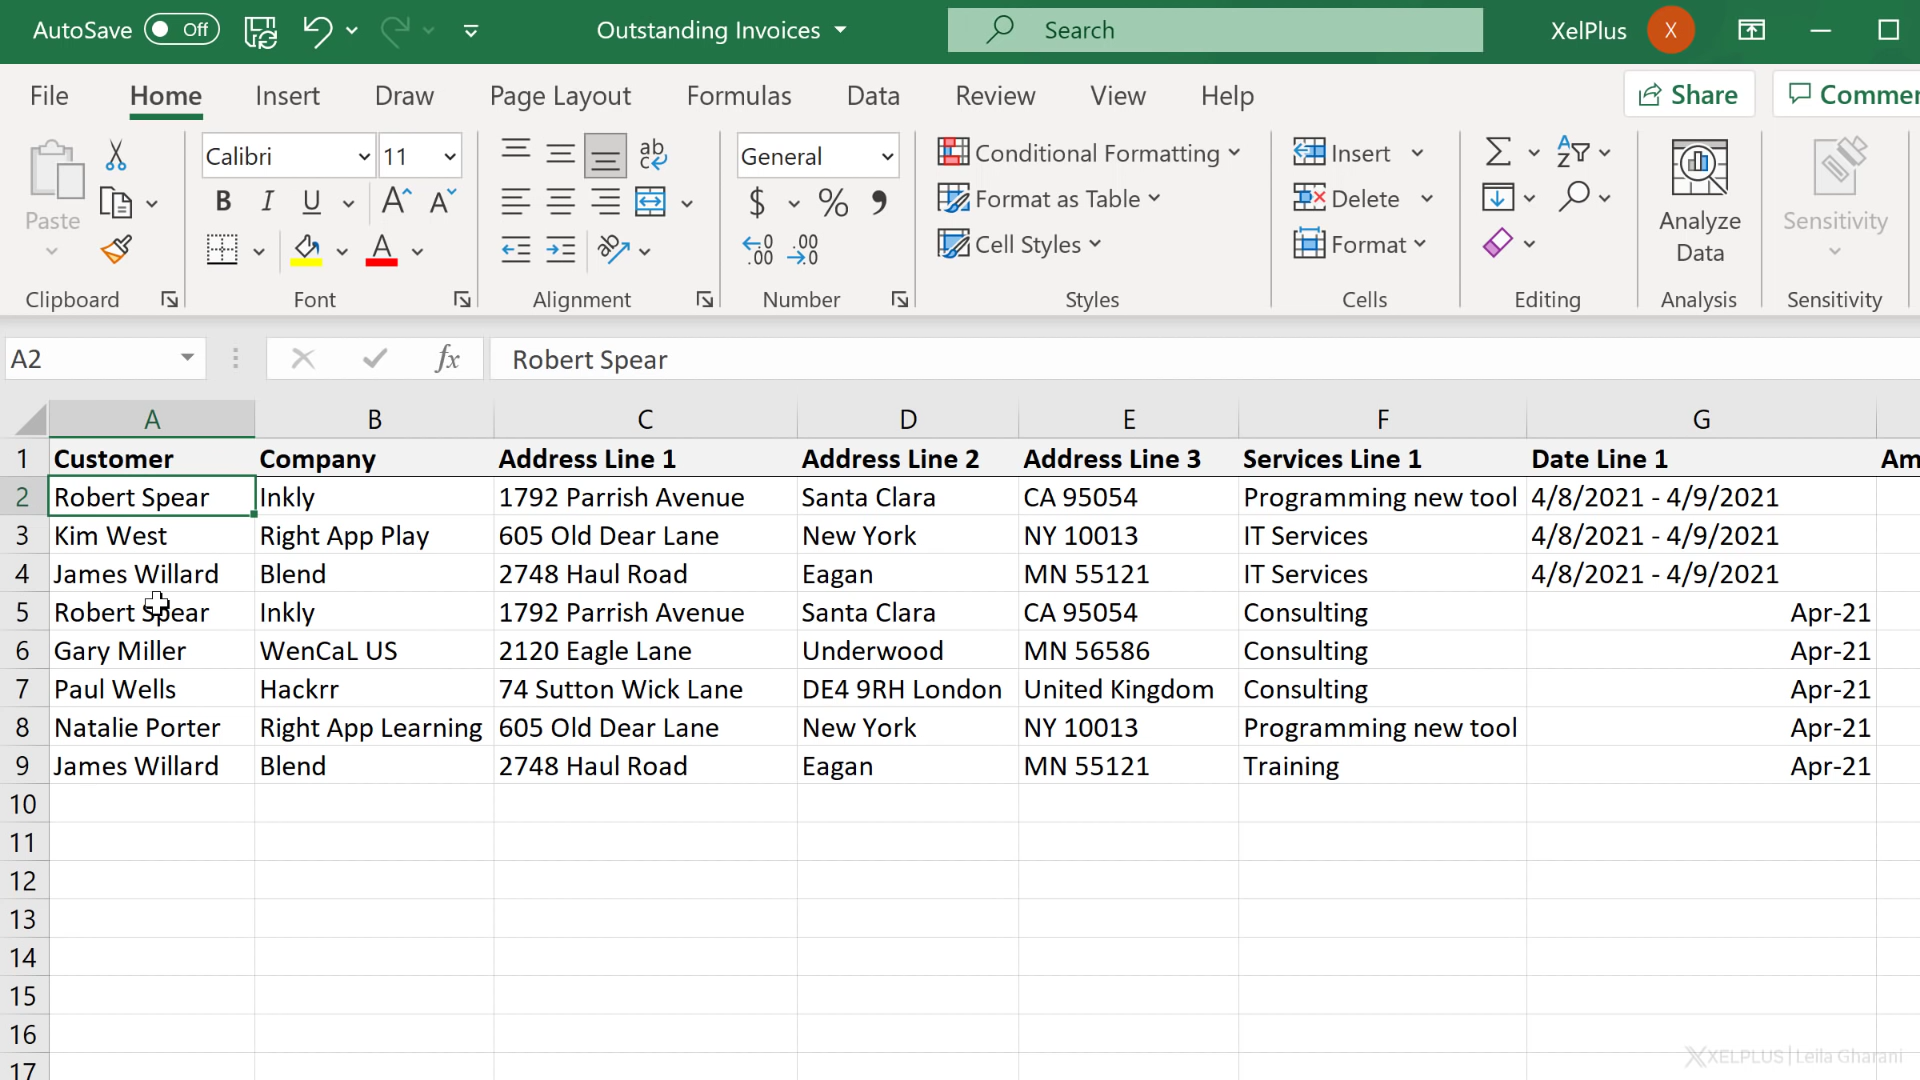 AutoSave Off Outstanding Invoices Search XelPlus X
File Home Insert Draw Page Layout Formulas Data Review View Help Share Commer
Paste Calibri 11 General Conditional Formatting Insert
B I U A A $ % Format as Table Delete
A Cell Styles Format
Analyze Data Sensitivity
Clipboard Font Alignment Number Styles Cells Editing Analysis Sensitivity
A2 fx Robert Spear
A B C D E F G
1 Customer Company Address Line 1 Address Line 2 Address Line 3 Services Line 1 Date Line 1 Am
2 Robert Spear Inkly 1792 Parrish Avenue Santa Clara CA 95054 Programming new tool 4/8/2021 - 4/9/2021
3 Kim West Right App Play 605 Old Dear Lane New York NY 10013 IT Services 4/8/2021 - 4/9/2021
4 James Willard Blend 2748 Haul Road Eagan MN 55121 IT Services 4/8/2021 - 4/9/2021
5 Robert Spear Inkly 1792 Parrish Avenue Santa Clara CA 95054 Consulting Apr-21
6 Gary Miller WenCaL US 2120 Eagle Lane Underwood MN 56586 Consulting Apr-21
7 Paul Wells Hackrr 74 Sutton Wick Lane DE4 9RH London United Kingdom Consulting Apr-21
8 Natalie Porter Right App Learning 605 Old Dear Lane New York NY 10013 Programming new tool Apr-21
9 James Willard Blend 2748 Haul Road Eagan MN 55121 Training Apr-21
10
11
12
13
14
15
16
17
XELPLUS | Leila Gharani